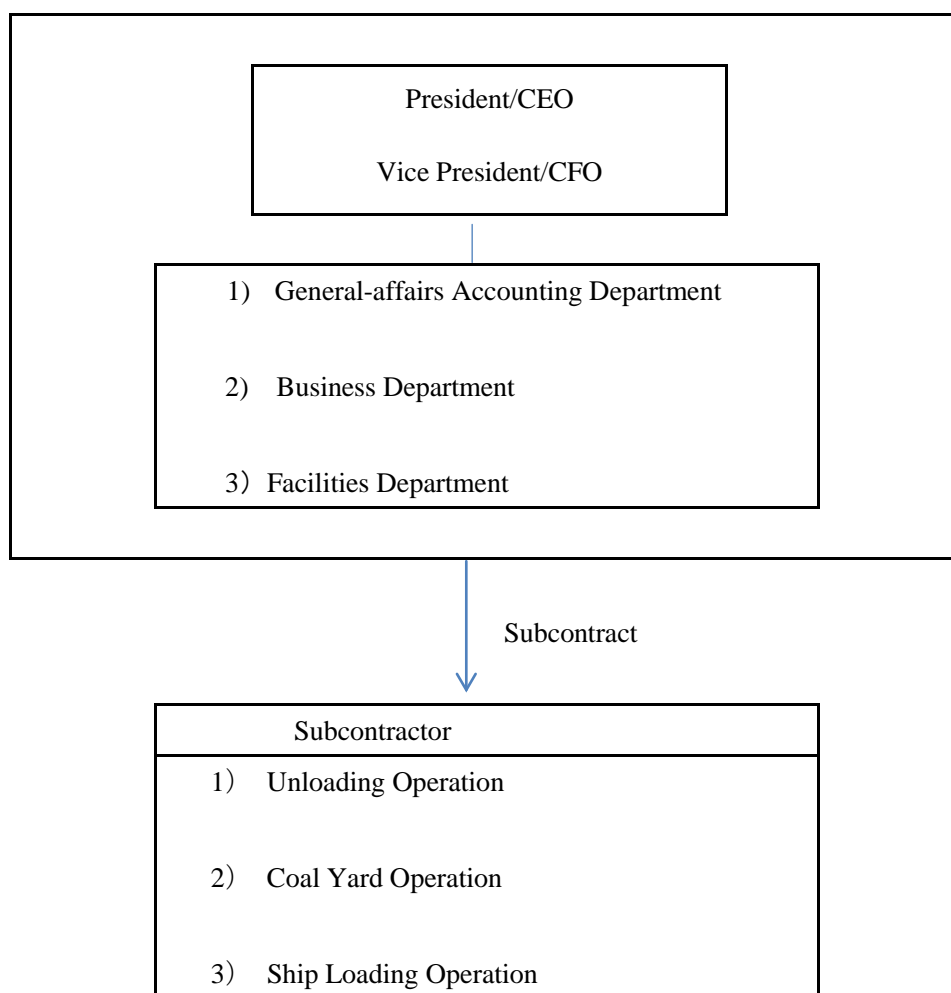 President/CEO
Vice President/CFO
1) General-affairs Accounting Department
2) Business Department
3）Facilities Department
Subcontract
Subcontractor
1） Unloading Operation
2） Coal Yard Operation
3） Ship Loading Operation